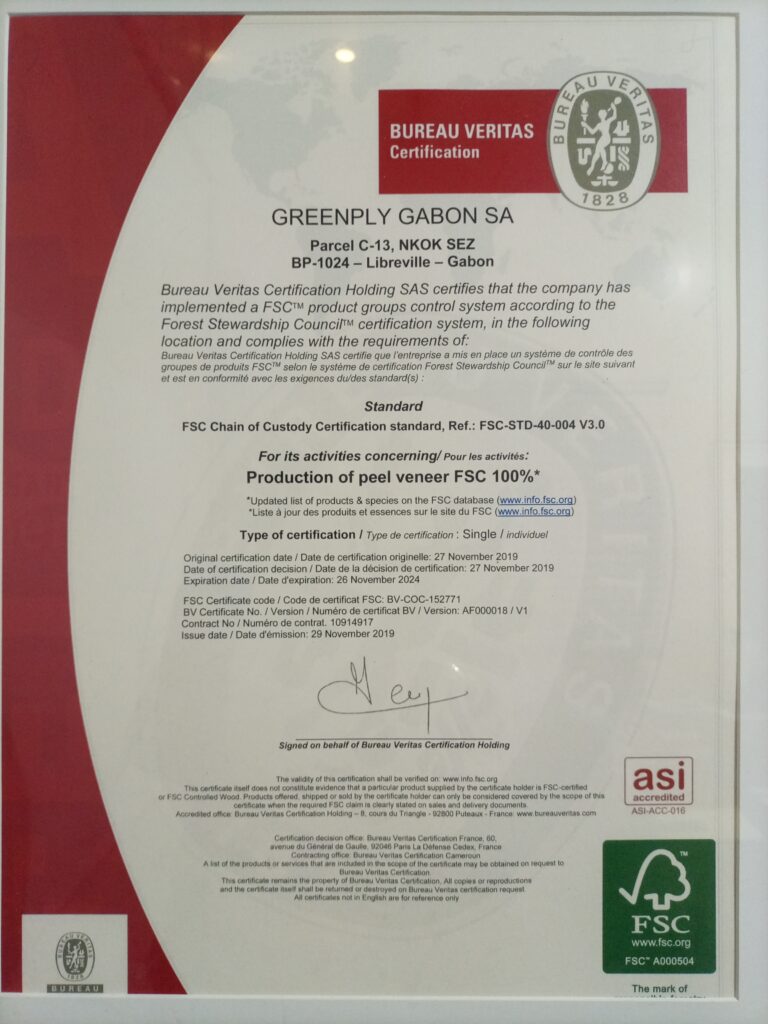 BUREAU VERITAS
Certification
BUREAU VERITAS
1828
GREENPLY GABON SA
Parcel C-13, NKOK SEZ
BP-1024 – Libreville – Gabon
Bureau Veritas Certification Holding SAS certifies that the company has
implemented a FSC™ product groups control system according to the
Forest Stewardship Council™ certification system, in the following
location and complies with the requirements of:
Bureau Veritas Certification Holding SAS certifie que l'entreprise a mis en place un système de contrôle des
groupes de produits FSC™ selon le système de certification Forest Stewardship Council™ sur le site suivant
et est en conformité avec les exigences du/des standard(s) :
Standard
FSC Chain of Custody Certification standard, Ref.: FSC-STD-40-004 V3.0
For its activities concerning/ Pour les activités:
Production of peel veneer FSC 100%*
*Updated list of products & species on the FSC database (www.info.fsc.org)
*Liste à jour des produits et essences sur le site du FSC (www.info.fsc.org)
Type of certification / Type de certification : Single / individuel
Original certification date / Date de certification originelle: 27 November 2019
Date of certification decision / Date de la décision de certification: 27 November 2019
Expiration date / Date d'expiration: 26 November 2024
FSC Certificate code / Code de certificat FSC: BV-COC-152771
BV Certificate No. / Version / Numéro de certificat BV / Version: AF000018 / V1
Contract No / Numéro de contrat. 10914917
Issue date / Date d'émission: 29 November 2019
Signed on behalf of Bureau Veritas Certification Holding
The validity of this certification shall be verified on: www.info.fsc.org
This certificate itself does not constitute evidence that a particular product supplied by the certificate holder is FSC-certified
or FSC Controlled Wood. Products offered, shipped or sold by the certificate holder can only be considered covered by the scope of this
certificate when the required FSC claim is clearly stated on sales and delivery documents.
Accredited office: Bureau Veritas Certification Holding – 8, cours du Triangle - 92800 Puteaux - France: www.bureauveritas.com
Certification decision office: Bureau Veritas Certification France, 60,
avenue du Général de Gaulle, 92046 Paris La Défense Cedex, France
Contracting office: Bureau Veritas Certification Cameroun
A list of the products or services that are included in the scope of the certificate may be obtained on request to
Bureau Veritas Certification.
This certificate remains the property of Bureau Veritas Certification. All copies or reproductions
and the certificate itself shall be returned or destroyed on Bureau Veritas certification request.
All certificates not in English are for reference only
asi
accredited
ASI-ACC-016
FSC
www.fsc.org
FSC™ A000504
The mark of
BUREAU VERITAS
1828
BUREAU